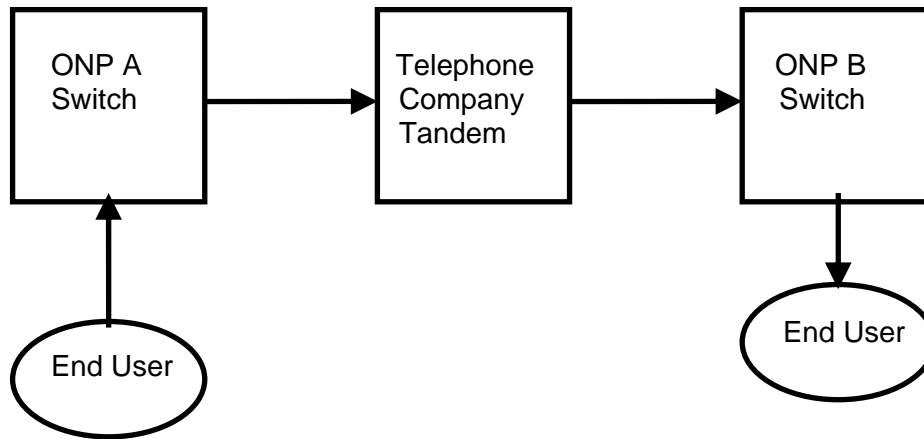 ONP A
Switch
Telephone
Company
Tandem
ONP B
Switch
End User
End User